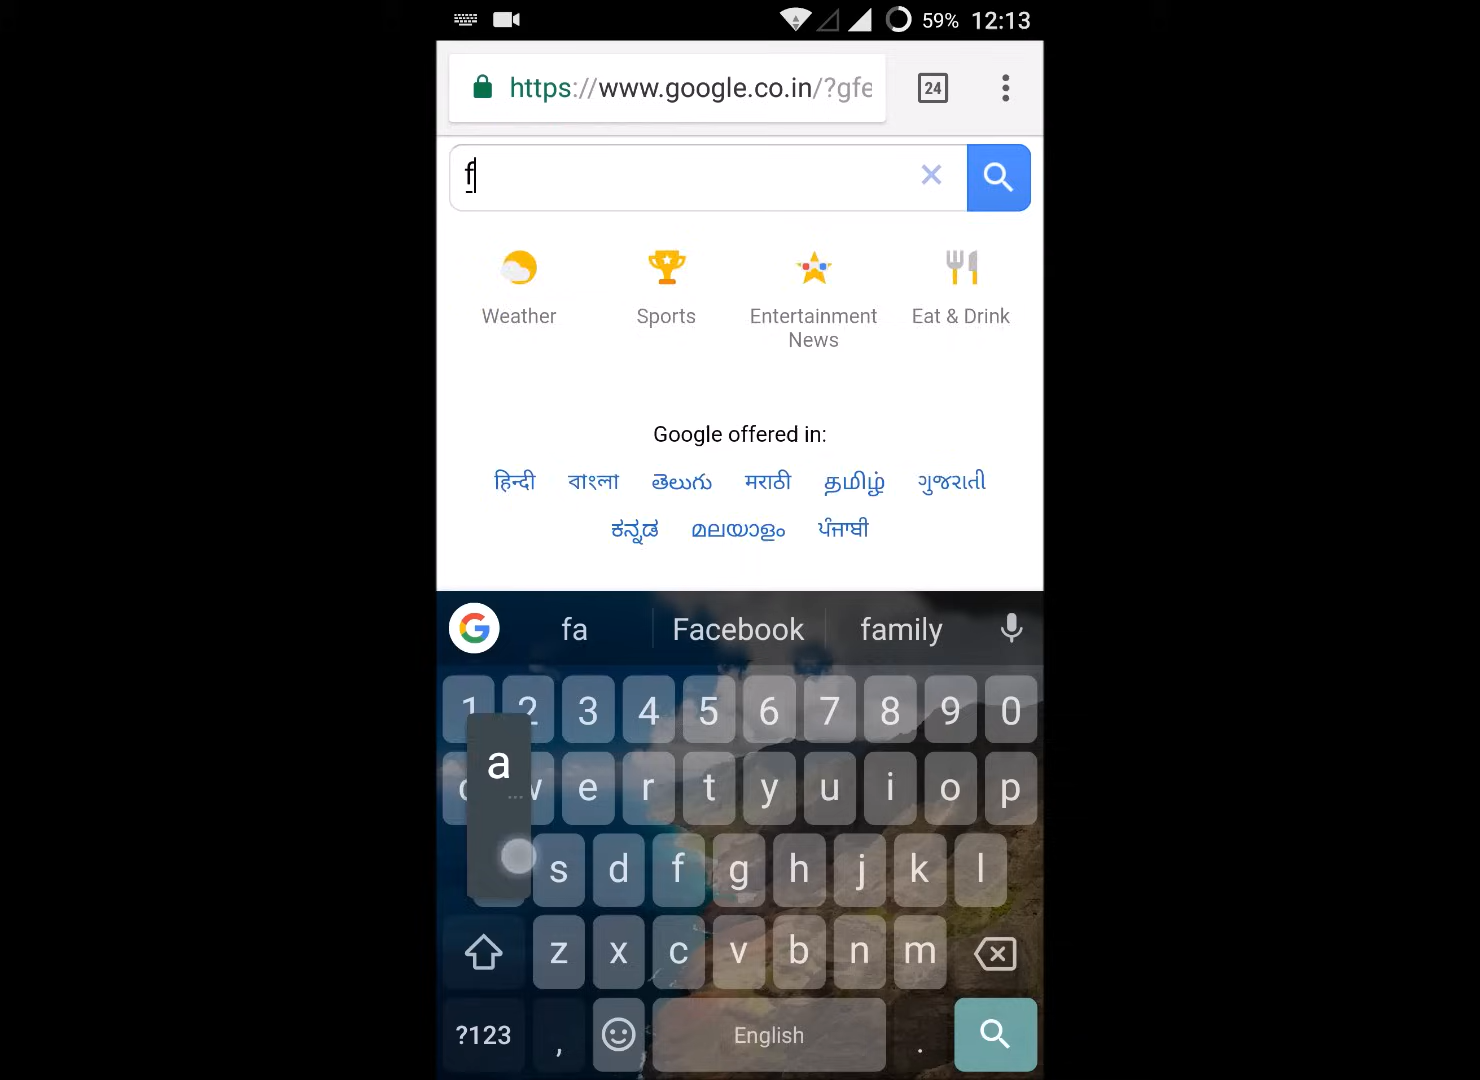 59% 12:13
https://www.google.co.in/?gfe
24
f
Weather Sports Entertainment News Eat & Drink
Google offered in:
हिन्दी বাংলা తెలుగు मराठी தமிழ் ગુજરાતી
ಕನ್ನಡ മലയാളം ਪੰਜਾਬੀ
G fa Facebook family
1 2 3 4 5 6 7 8 9 0
a
q w e r t y u i o p
s d f g h j k l
z x c v b n m
?123 , English .